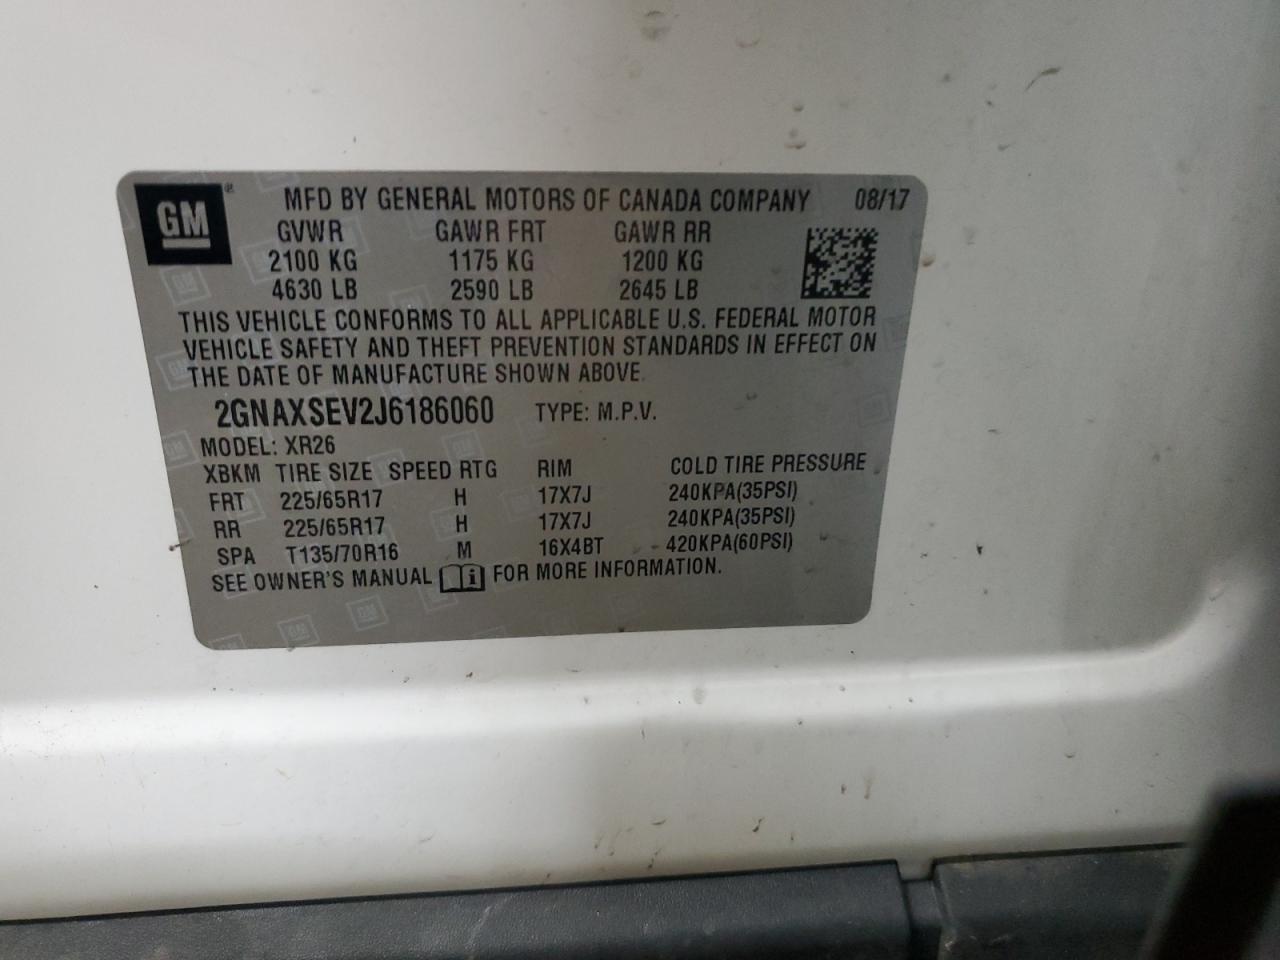 GM ® MFD BY GENERAL MOTORS OF CANADA COMPANY 08/17
GVWR GAWR FRT GAWR RR
2100 KG 1175 KG 1200 KG
4630 LB 2590 LB 2645 LB
THIS VEHICLE CONFORMS TO ALL APPLICABLE U.S. FEDERAL MOTOR
VEHICLE SAFETY AND THEFT PREVENTION STANDARDS IN EFFECT ON
THE DATE OF MANUFACTURE SHOWN ABOVE.
2GNAXSEV2J6186060 TYPE: M.P.V.
MODEL: XR26
XBKM TIRE SIZE SPEED RTG RIM COLD TIRE PRESSURE
FRT 225/65R17 H 17X7J 240KPA(35PSI)
RR 225/65R17 H 17X7J 240KPA(35PSI)
SPA T135/70R16 M 16X4BT 420KPA(60PSI)
SEE OWNER'S MANUAL i FOR MORE INFORMATION.